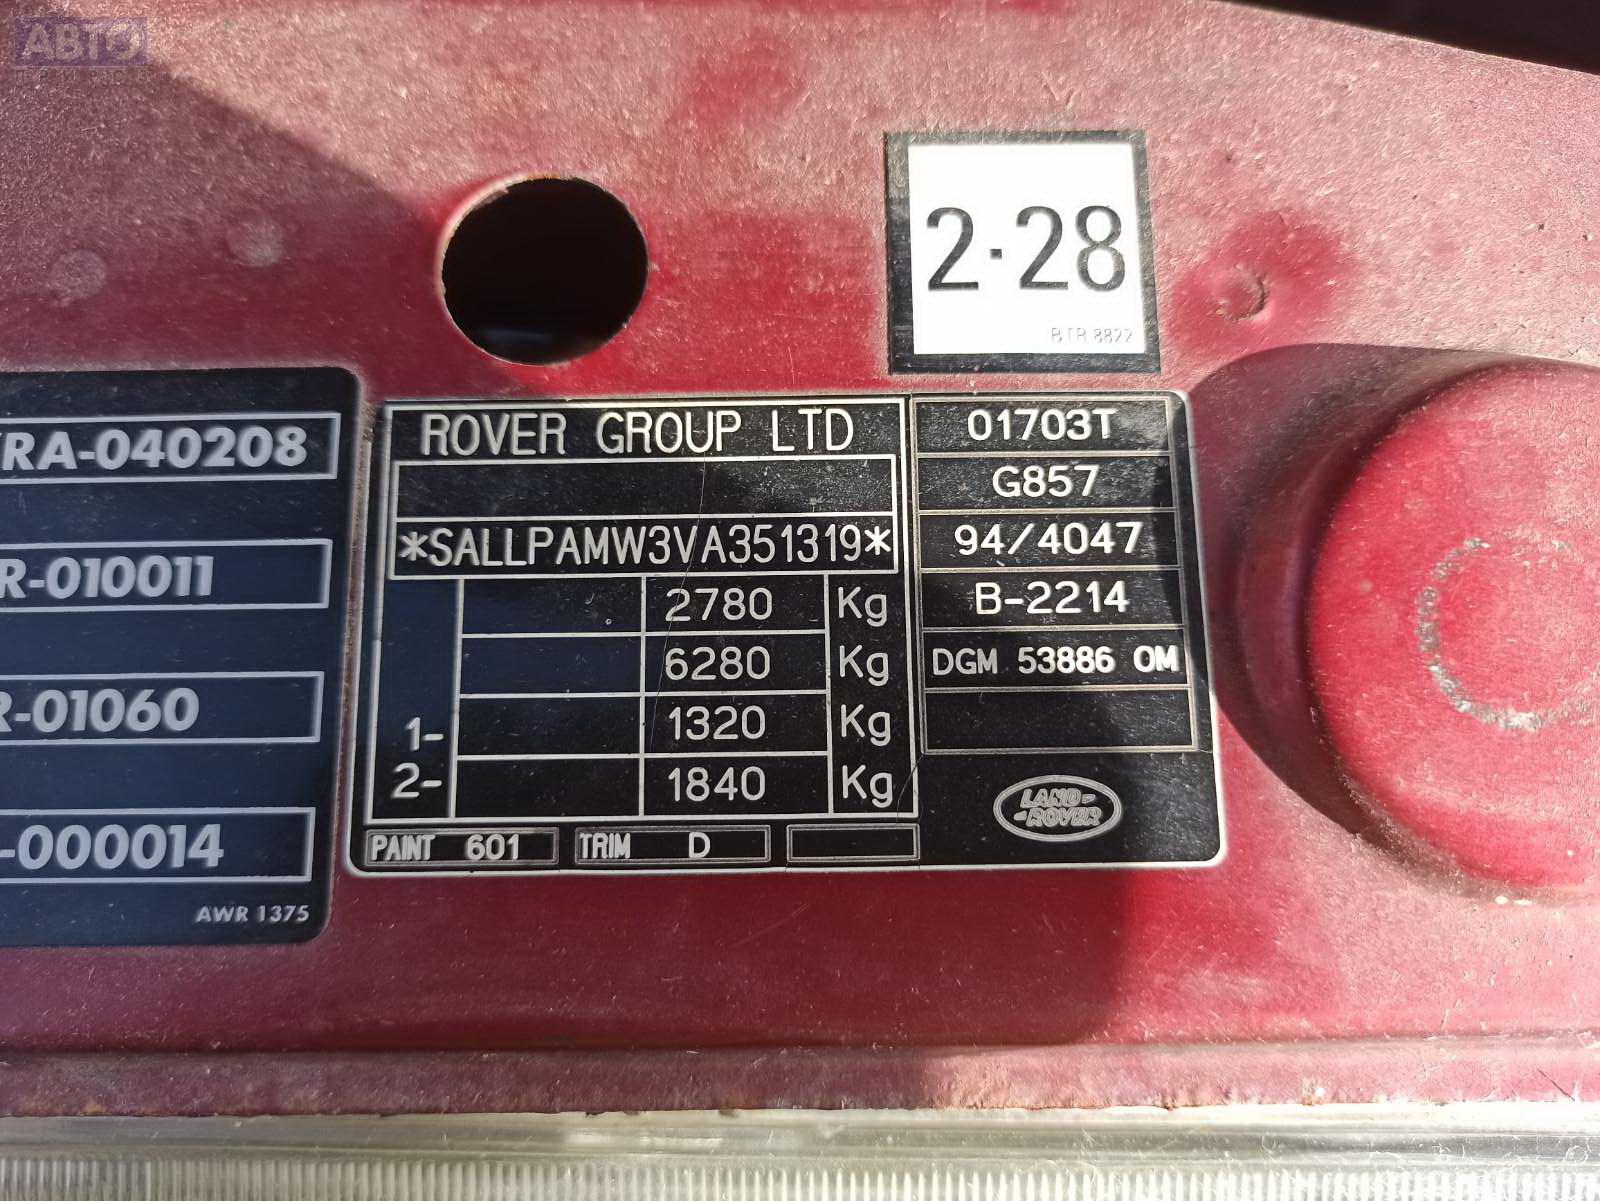 АВТО
ПРИВОЗ
2·28
BTR 8822
RA-040208
R-010011
R-01060
-000014
AWR 1375
ROVER GROUP LTD
*SALLPAMW3VA351319*
2780 Kg
6280 Kg
1- 1320 Kg
2- 1840 Kg
PAINT 601 TRIM D
01703T
G857
94/4047
B-2214
DGM 53886 OM
LAND-
-ROVER